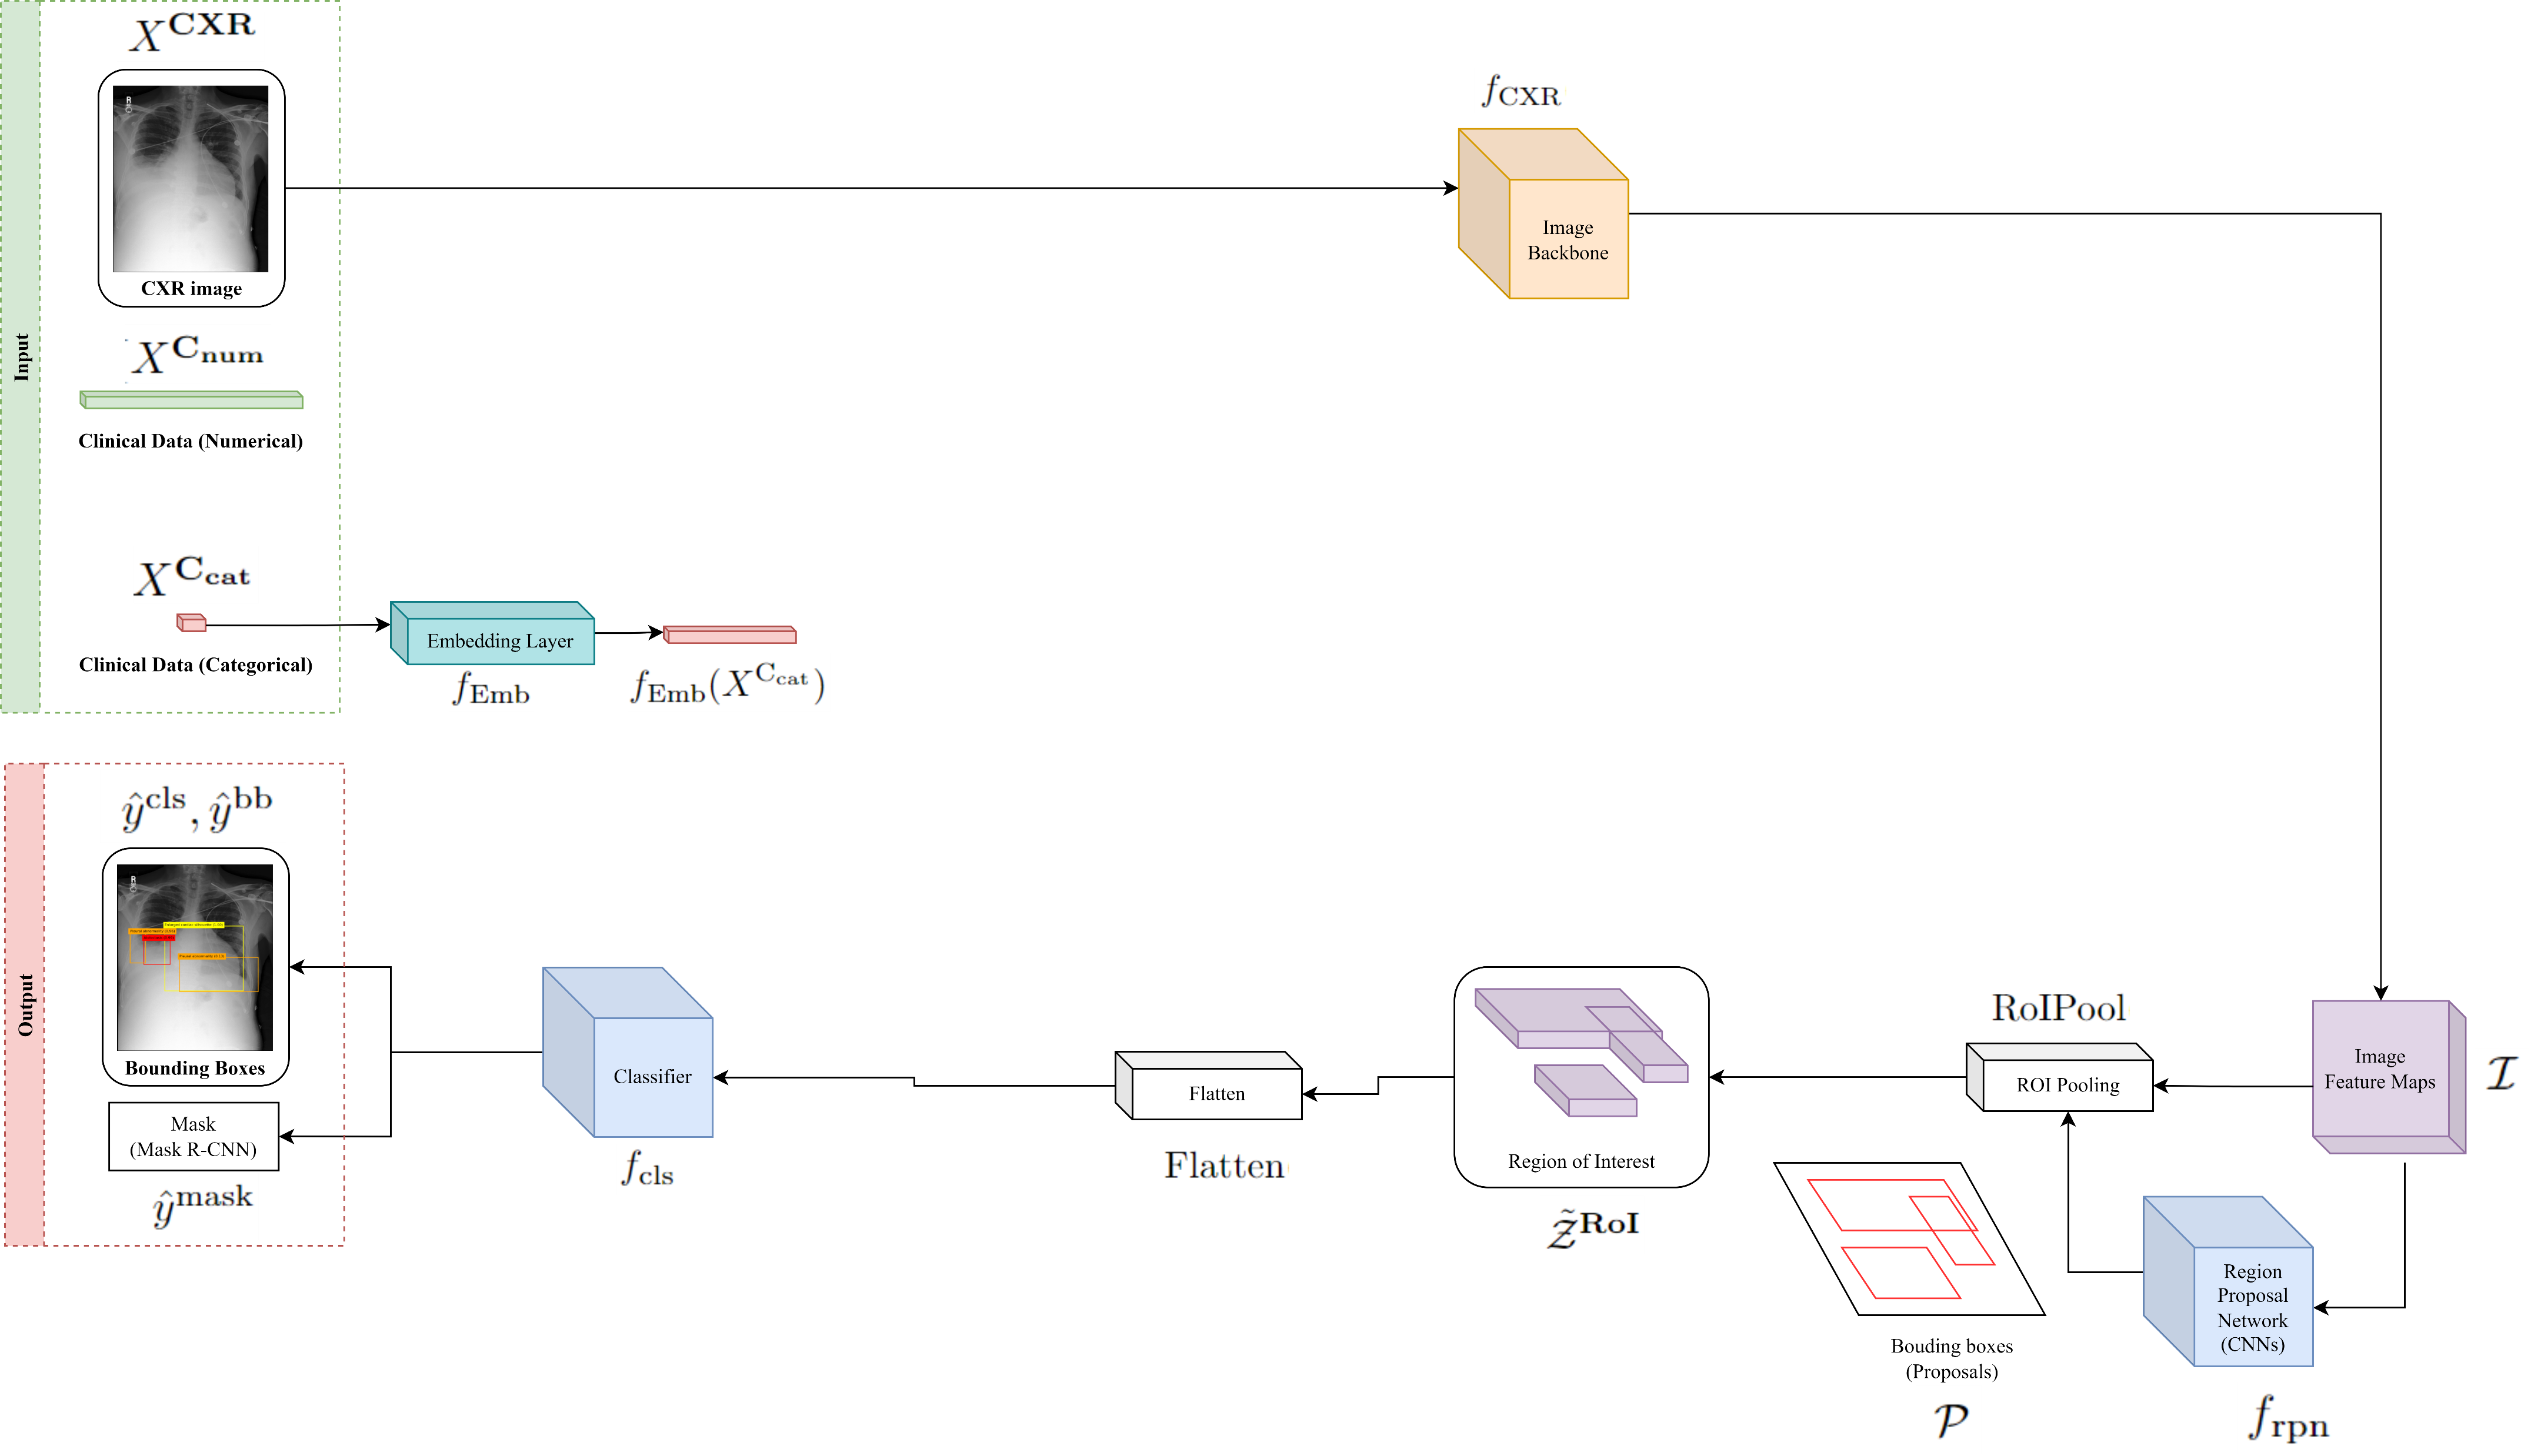 Input
X^CXR
R
CXR image
X^C_num
Clinical Data (Numerical)
X^C_cat
Clinical Data (Categorical)
Embedding Layer
f_Emb
f_Emb(X^C_cat)
f_CXR
Image
Backbone
Image
Feature Maps
ℐ
RoIPool
ROI Pooling
Region
Proposal
Network
(CNNs)
f_rpn
Bouding boxes
(Proposals)
𝒫
Region of Interest
𝒵̃^RoI
Flatten
Flatten
Classifier
f_cls
Output
ŷ^cls, ŷ^bb
R
Bounding Boxes
Mask
(Mask R-CNN)
ŷ^mask